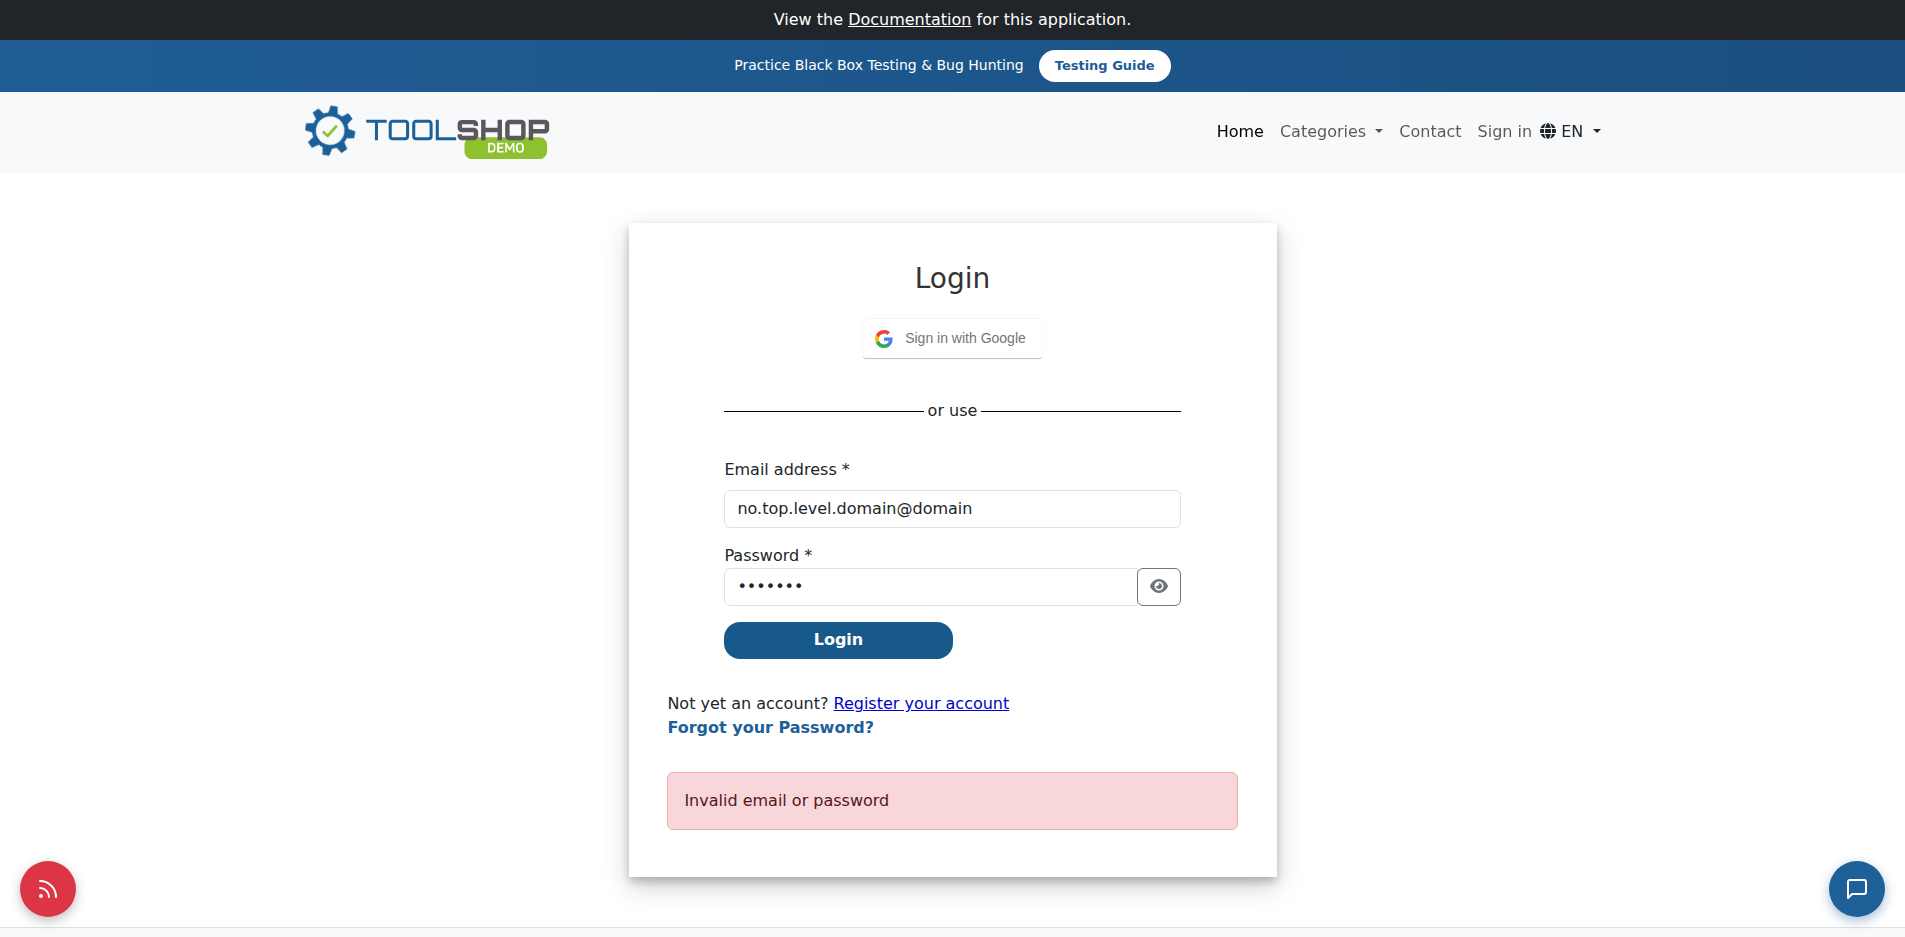 View the Documentation for this application.
Practice Black Box Testing & Bug Hunting Testing Guide
TOOLSHOP
DEMO
Home Categories Contact Sign in EN
Login
Sign in with Google
or use
Email address *
no.top.level.domain@domain
Password *
•••••••
Login
Not yet an account? Register your account
Forgot your Password?
Invalid email or password